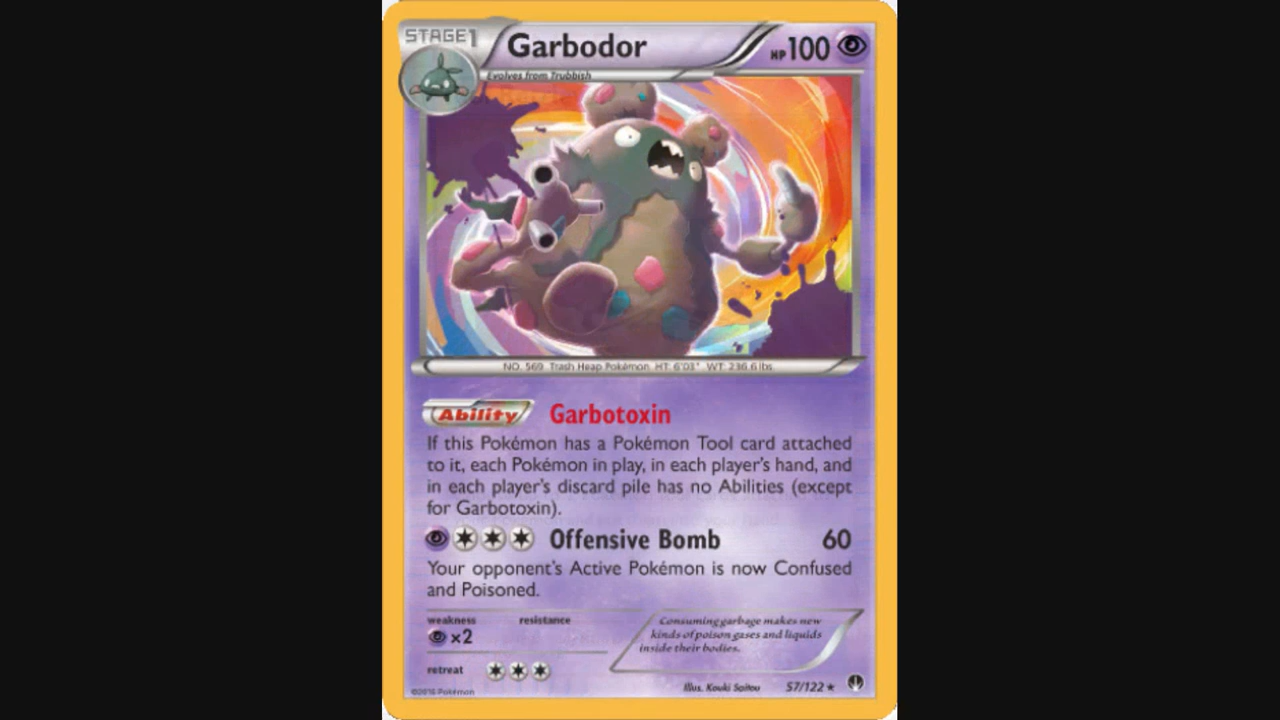 STAGE1
Garbodor
HP100
Evolves from Trubbish
NO. 569 Trash Heap Pokémon HT: 6'03" WT: 236.6 lbs
Ability Garbotoxin
If this Pokémon has a Pokémon Tool card attached
to it, each Pokémon in play, in each player's hand, and
in each player's discard pile has no Abilities (except
for Garbotoxin).
Offensive Bomb 60
Your opponent's Active Pokémon is now Confused
and Poisoned.
weakness resistance
x2
Consuming garbage makes new
kinds of poison gases and liquids
inside their bodies.
retreat
©2016 Pokémon
Illus. Kouki Saitou 57/122